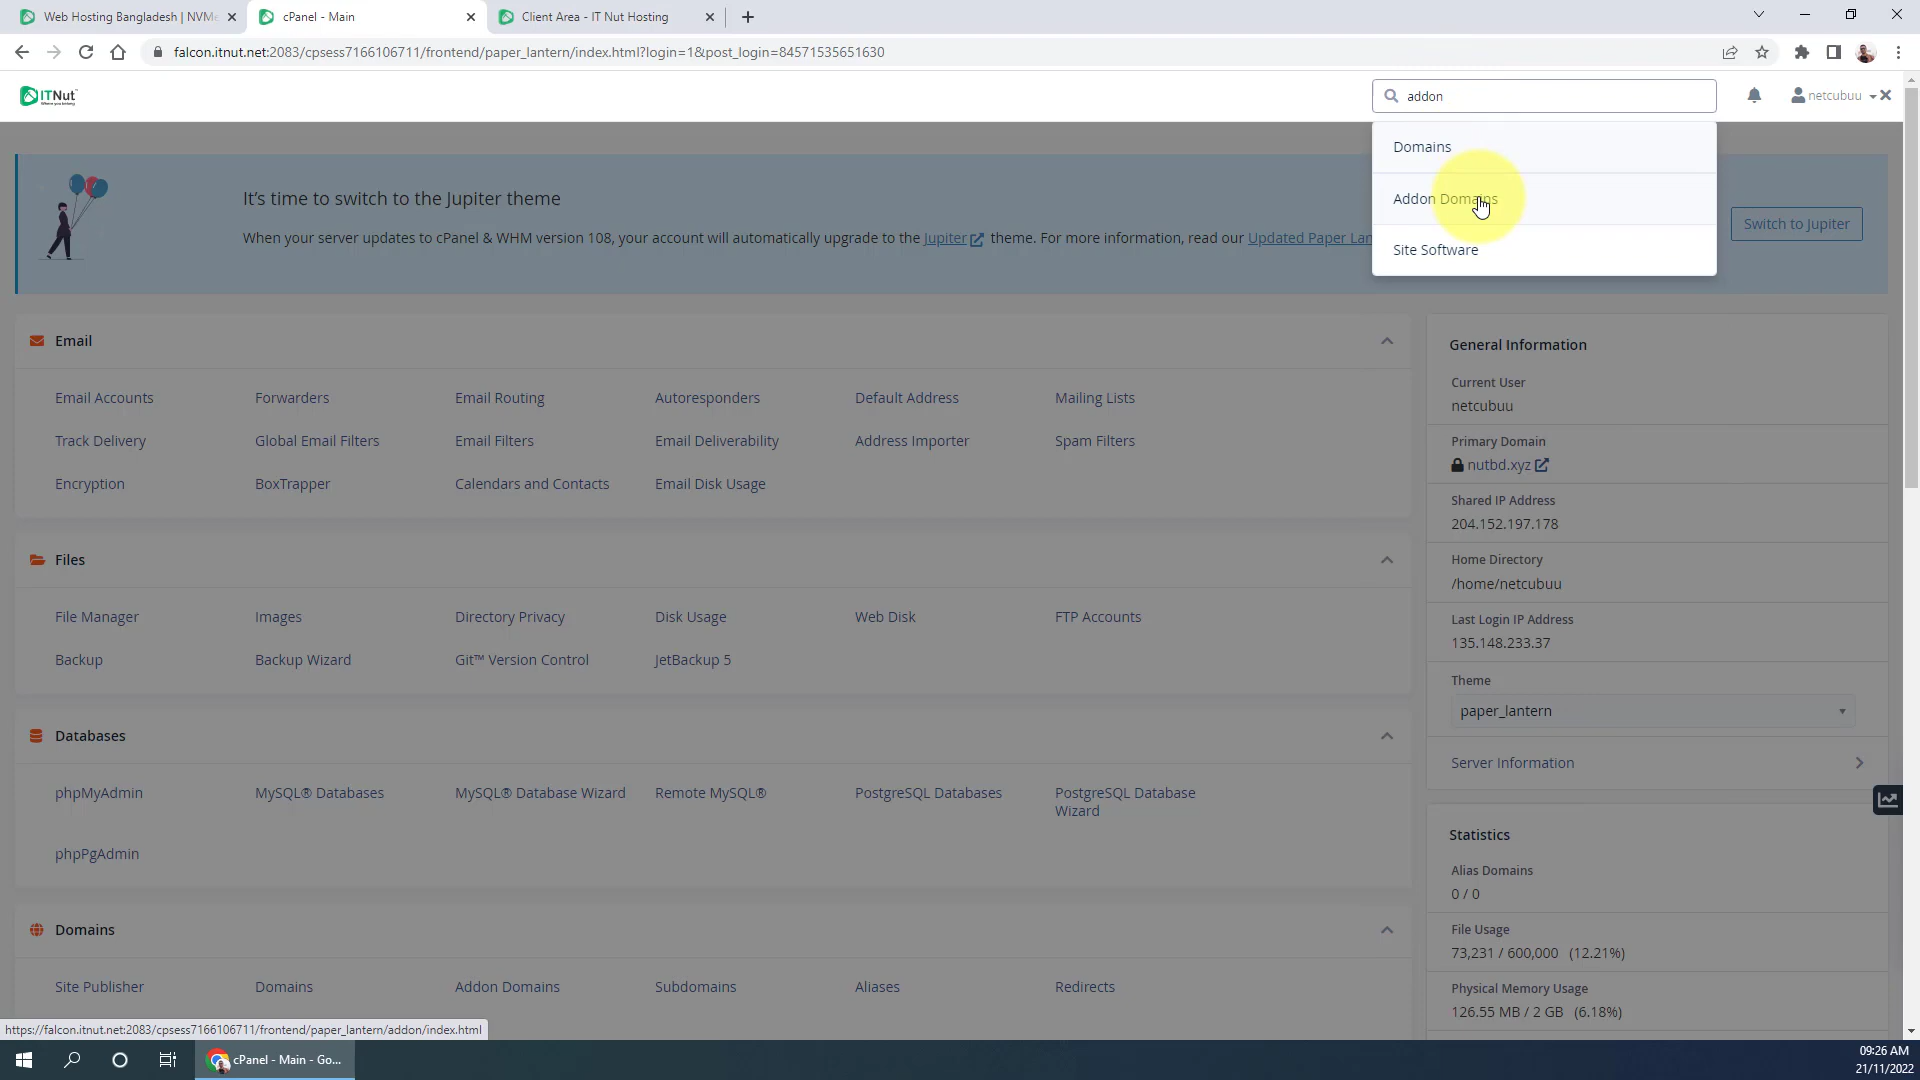 Web Hosting Bangladesh | NVMe
cPanel - Main
Client Area - IT Nut Hosting
falcon.itnut.net:2083/cpsess7166106711/frontend/paper_lantern/index.html?login=1&post_login=84571535651630
ITNut
addon
netcubuu
Domains
Addon Domains
Site Software
It's time to switch to the Jupiter theme
When your server updates to cPanel & WHM version 108, your account will automatically upgrade to the Jupiter theme. For more information, read our Updated Paper Lan
Switch to Jupiter
Email
Email Accounts Forwarders Email Routing Autoresponders Default Address Mailing Lists
Track Delivery Global Email Filters Email Filters Email Deliverability Address Importer Spam Filters
Encryption BoxTrapper Calendars and Contacts Email Disk Usage
Files
File Manager Images Directory Privacy Disk Usage Web Disk FTP Accounts
Backup Backup Wizard Git™ Version Control JetBackup 5
Databases
phpMyAdmin MySQL® Databases MySQL® Database Wizard Remote MySQL® PostgreSQL Databases PostgreSQL Database
Wizard
phpPgAdmin
Domains
Site Publisher Domains Addon Domains Subdomains Aliases Redirects
General Information
Current User
netcubuu
Primary Domain
nutbd.xyz
Shared IP Address
204.152.197.178
Home Directory
/home/netcubuu
Last Login IP Address
135.148.233.37
Theme
paper_lantern
Server Information
Statistics
Alias Domains
0 / 0
File Usage
73,231 / 600,000 (12.21%)
Physical Memory Usage
126.55 MB / 2 GB (6.18%)
https://falcon.itnut.net:2083/cpsess7166106711/frontend/paper_lantern/addon/index.html
cPanel - Main - Go...
09:26 AM
21/11/2022